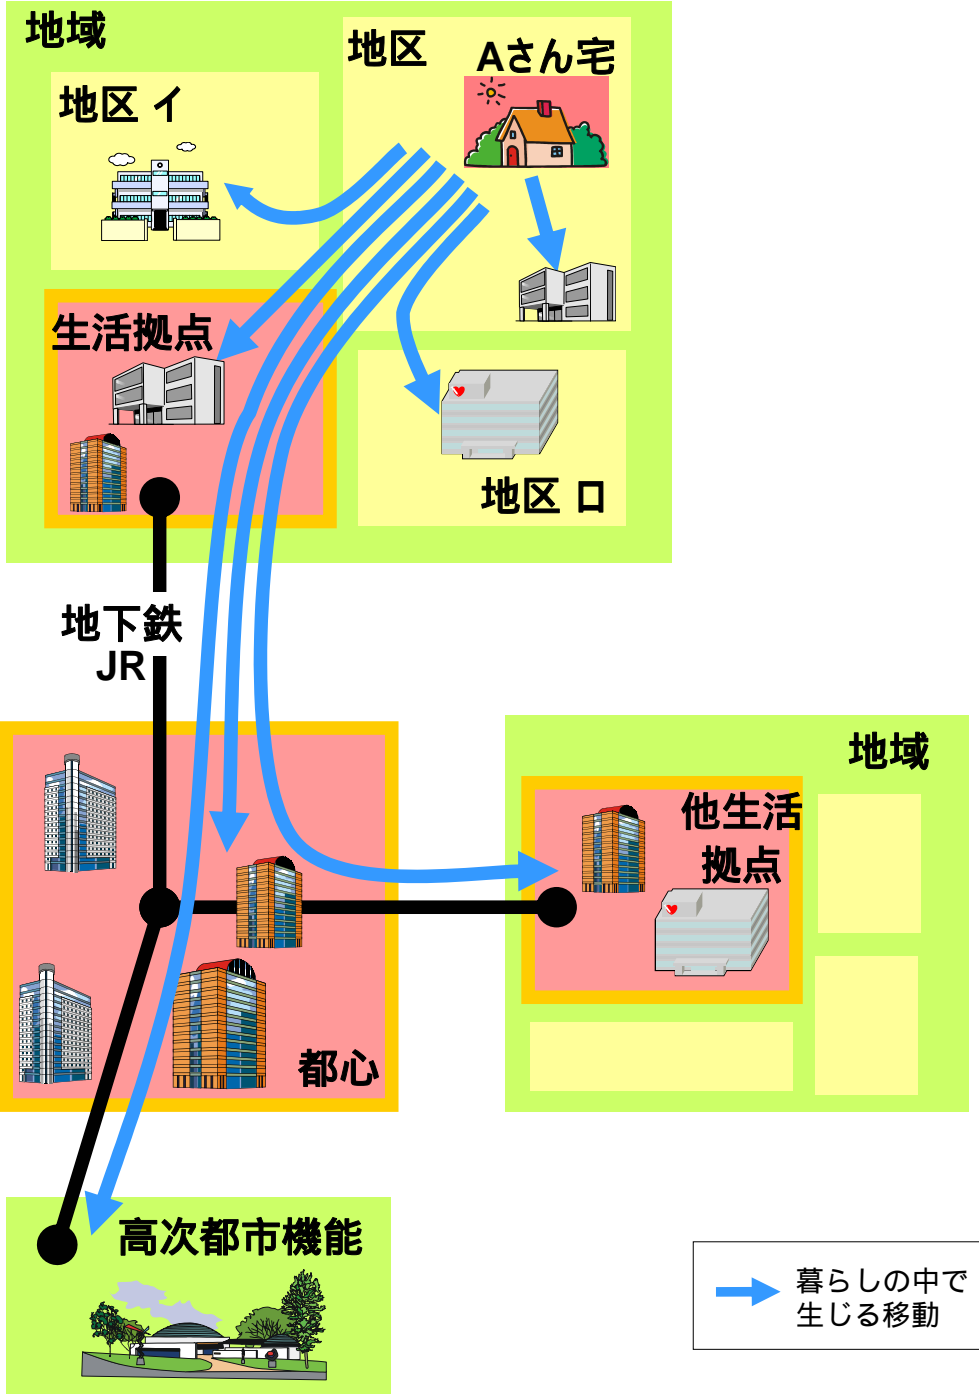 地域
地区
Aさん宅
地区 イ
生活拠点
地区 ロ
地下鉄
JR
地域
他生活
拠点
都心
高次都市機能
暮らしの中で
生じる移動